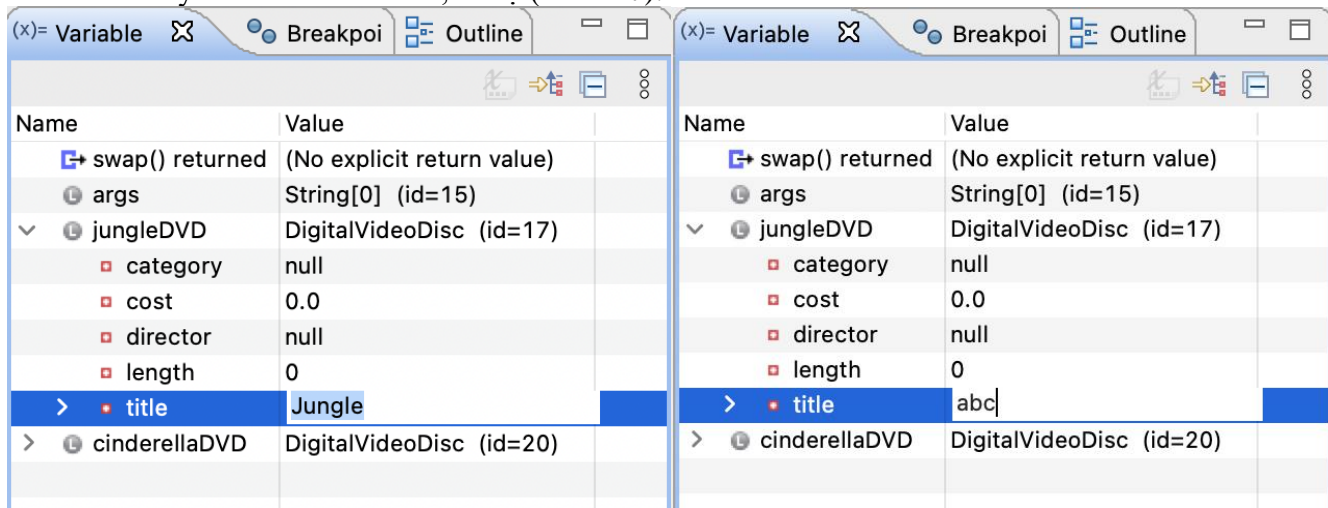 (x)= Variable Breakpoi Outline
Name Value
swap() returned (No explicit return value)
args String[0] (id=15)
jungleDVD DigitalVideoDisc (id=17)
category null
cost 0.0
director null
length 0
title Jungle
cinderellaDVD DigitalVideoDisc (id=20)
(x)= Variable Breakpoi Outline
Name Value
swap() returned (No explicit return value)
args String[0] (id=15)
jungleDVD DigitalVideoDisc (id=17)
category null
cost 0.0
director null
length 0
title abc
cinderellaDVD DigitalVideoDisc (id=20)